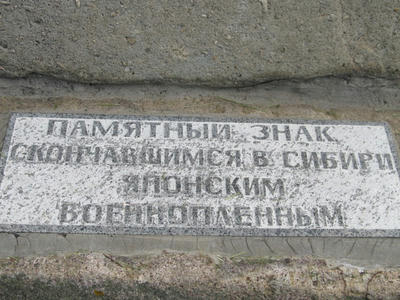 ПАМЯТНЫЙ ЗНАК
СКОНЧАВШИМСЯ В СИБИРИ
ЯПОНСКИМ
ВОЕННОПЛЕННЫМ